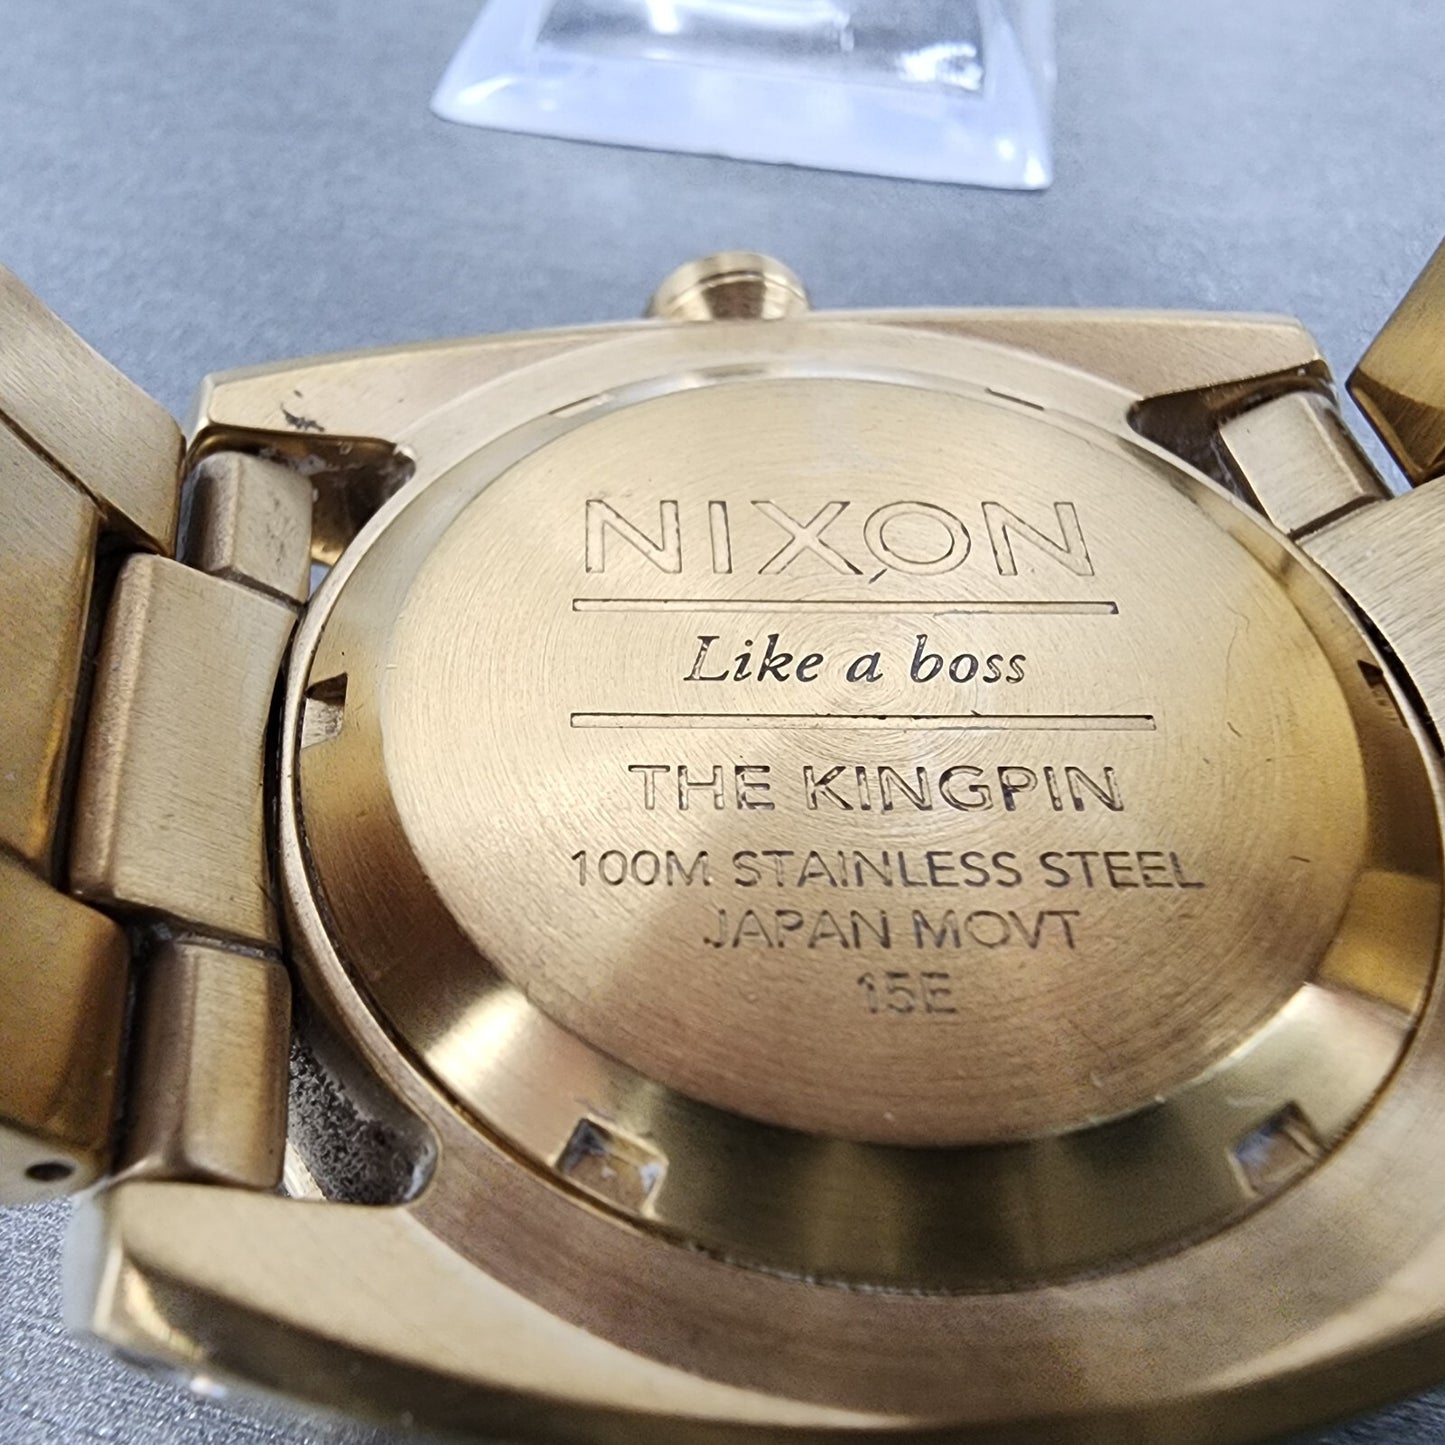 NIXON
Like a boss
THE KINGPIN
100M STAINLESS STEEL
JAPAN MOVT
15E